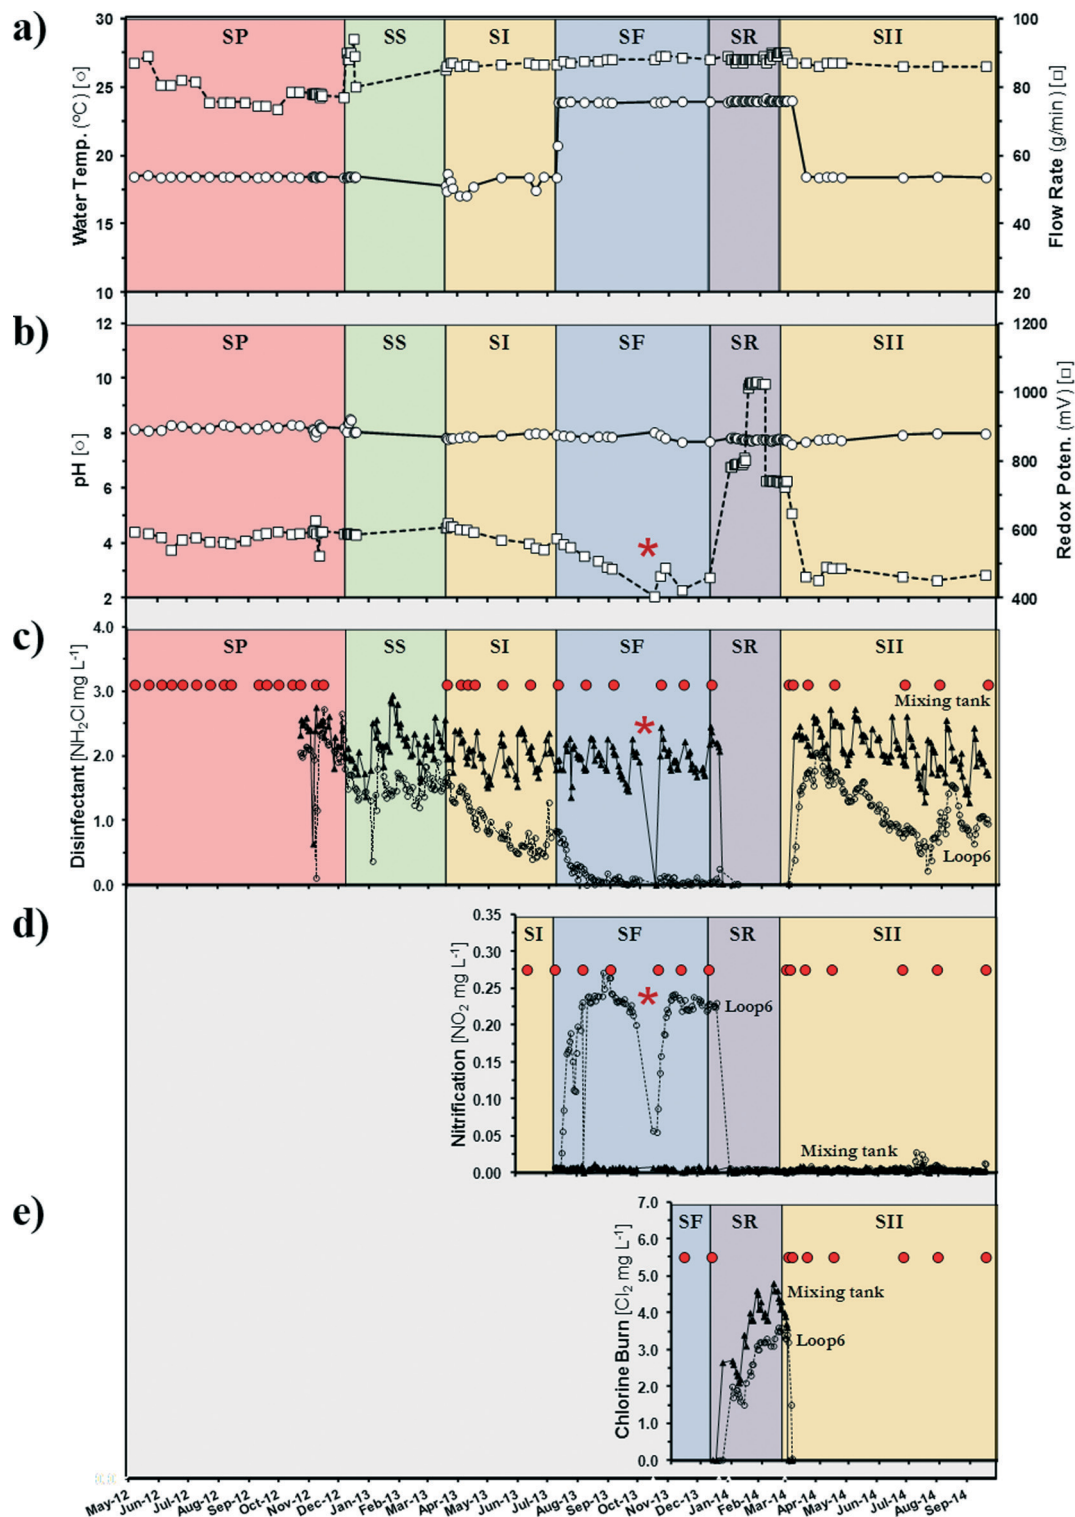 a)
Water Temp. (°C) [○]
30
25
20
15
10
SP
SS
SI
SF
SR
SII
100
80
60
40
20
Flow Rate (g/min) [□]
b)
pH [○]
12
10
8
6
4
2
SP
SS
SI
SF
SR
SII
*
1200
1000
800
600
400
Redox Poten. (mV) [□]
c)
Disinfectant [NH2Cl mg L-1]
4.0
3.0
2.0
1.0
0.0
SP
SS
SI
SF
SR
SII
*
Mixing tank
Loop6
d)
Nitrification [NO2 mg L-1]
0.35
0.30
0.25
0.20
0.15
0.10
0.05
0.00
SI
SF
SR
SII
*
Loop6
Mixing tank
e)
Chlorine Burn [Cl2 mg L-1]
7.0
6.0
5.0
4.0
3.0
2.0
1.0
0.0
SF
SR
SII
Mixing tank
Loop6
May-12
Jun-12
Jul-12
Aug-12
Sep-12
Oct-12
Nov-12
Dec-12
Jan-13
Feb-13
Mar-13
Apr-13
May-13
Jun-13
Jul-13
Aug-13
Sep-13
Oct-13
Nov-13
Dec-13
Jan-14
Feb-14
Mar-14
Apr-14
May-14
Jun-14
Jul-14
Aug-14
Sep-14